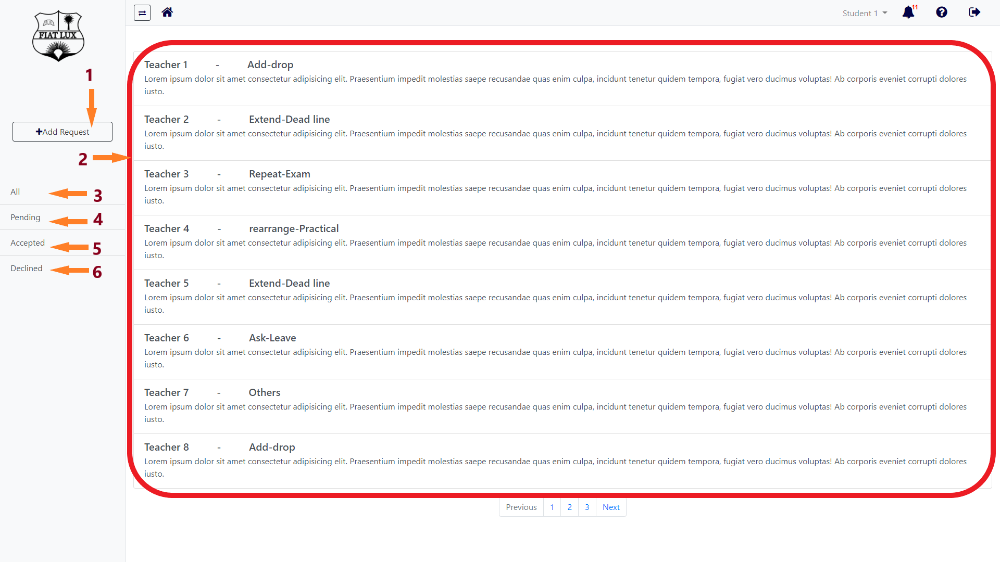 FIAT LUX
Student 1
11
1
+Add Request
2
All
3
Pending
4
Accepted
5
Declined
6
Teacher 1 - Add-drop
Lorem ipsum dolor sit amet consectetur adipisicing elit. Praesentium impedit molestias saepe recusandae quas enim culpa, incidunt tenetur quidem tempora, fugiat vero ducimus voluptas! Ab corporis eveniet corrupti dolores
iusto.
Teacher 2 - Extend-Dead line
Lorem ipsum dolor sit amet consectetur adipisicing elit. Praesentium impedit molestias saepe recusandae quas enim culpa, incidunt tenetur quidem tempora, fugiat vero ducimus voluptas! Ab corporis eveniet corrupti dolores
iusto.
Teacher 3 - Repeat-Exam
Lorem ipsum dolor sit amet consectetur adipisicing elit. Praesentium impedit molestias saepe recusandae quas enim culpa, incidunt tenetur quidem tempora, fugiat vero ducimus voluptas! Ab corporis eveniet corrupti dolores
iusto.
Teacher 4 - rearrange-Practical
Lorem ipsum dolor sit amet consectetur adipisicing elit. Praesentium impedit molestias saepe recusandae quas enim culpa, incidunt tenetur quidem tempora, fugiat vero ducimus voluptas! Ab corporis eveniet corrupti dolores
iusto.
Teacher 5 - Extend-Dead line
Lorem ipsum dolor sit amet consectetur adipisicing elit. Praesentium impedit molestias saepe recusandae quas enim culpa, incidunt tenetur quidem tempora, fugiat vero ducimus voluptas! Ab corporis eveniet corrupti dolores
iusto.
Teacher 6 - Ask-Leave
Lorem ipsum dolor sit amet consectetur adipisicing elit. Praesentium impedit molestias saepe recusandae quas enim culpa, incidunt tenetur quidem tempora, fugiat vero ducimus voluptas! Ab corporis eveniet corrupti dolores
iusto.
Teacher 7 - Others
Lorem ipsum dolor sit amet consectetur adipisicing elit. Praesentium impedit molestias saepe recusandae quas enim culpa, incidunt tenetur quidem tempora, fugiat vero ducimus voluptas! Ab corporis eveniet corrupti dolores
iusto.
Teacher 8 - Add-drop
Lorem ipsum dolor sit amet consectetur adipisicing elit. Praesentium impedit molestias saepe recusandae quas enim culpa, incidunt tenetur quidem tempora, fugiat vero ducimus voluptas! Ab corporis eveniet corrupti dolores
iusto.
Previous 1 2 3 Next